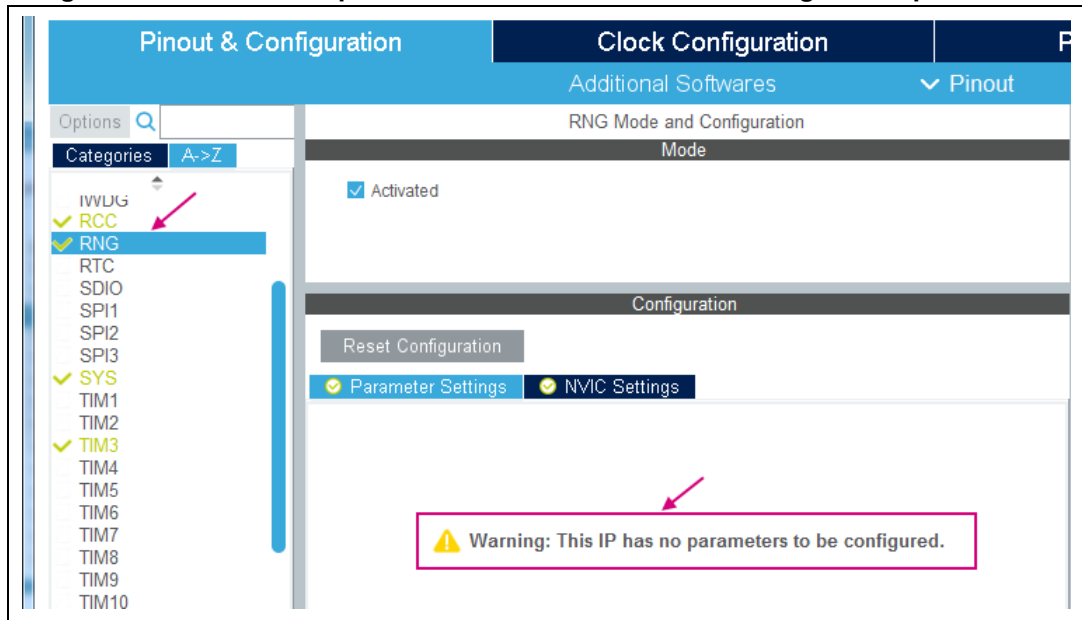 Pinout & Configuration
Clock Configuration
Additional Softwares
Pinout
Options
Categories
A->Z
IWDG
RCC
RNG
RTC
SDIO
SPI1
SPI2
SPI3
SYS
TIM1
TIM2
TIM3
TIM4
TIM5
TIM6
TIM7
TIM8
TIM9
TIM10
RNG Mode and Configuration
Mode
Activated
Configuration
Reset Configuration
Parameter Settings
NVIC Settings
Warning: This IP has no parameters to be configured.